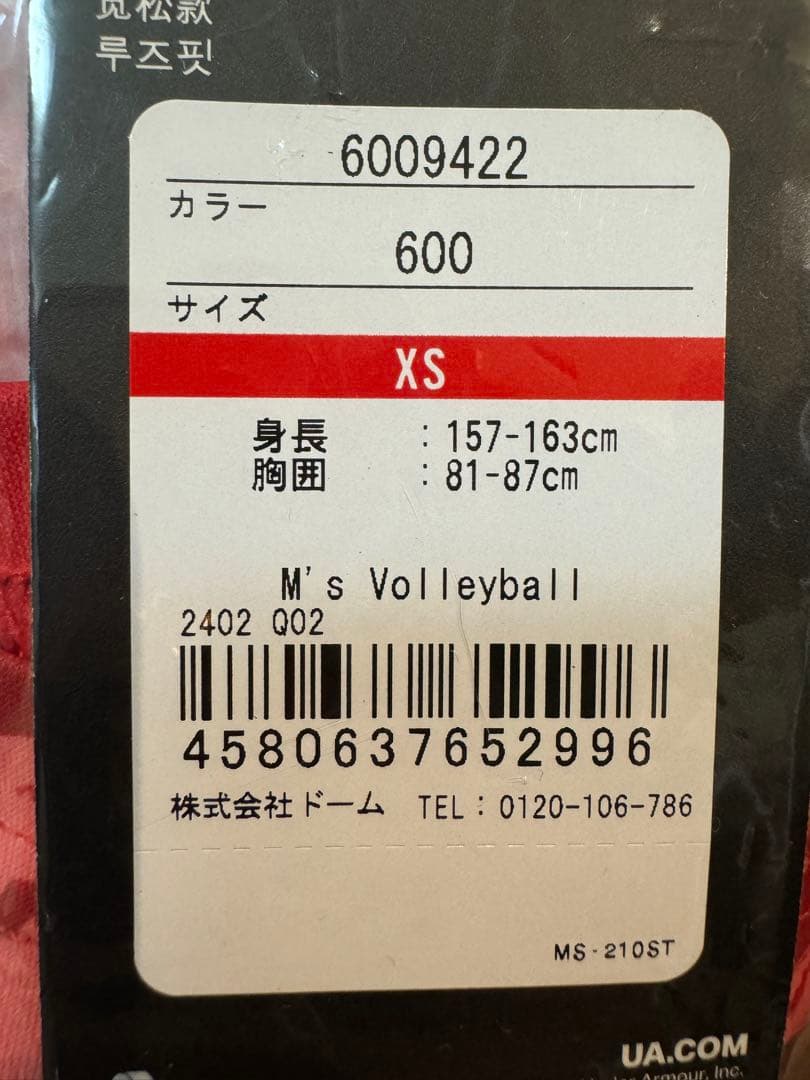 宽松款
루즈핏
6009422
カラー
600
サイズ
XS
身長 : 157-163cm
胸囲 : 81-87cm
M's Volleyball
2402 Q02
4580637652996
株式会社ドーム TEL : 0120-106-786
MS-210ST
UA.COM
Armour, Inc.